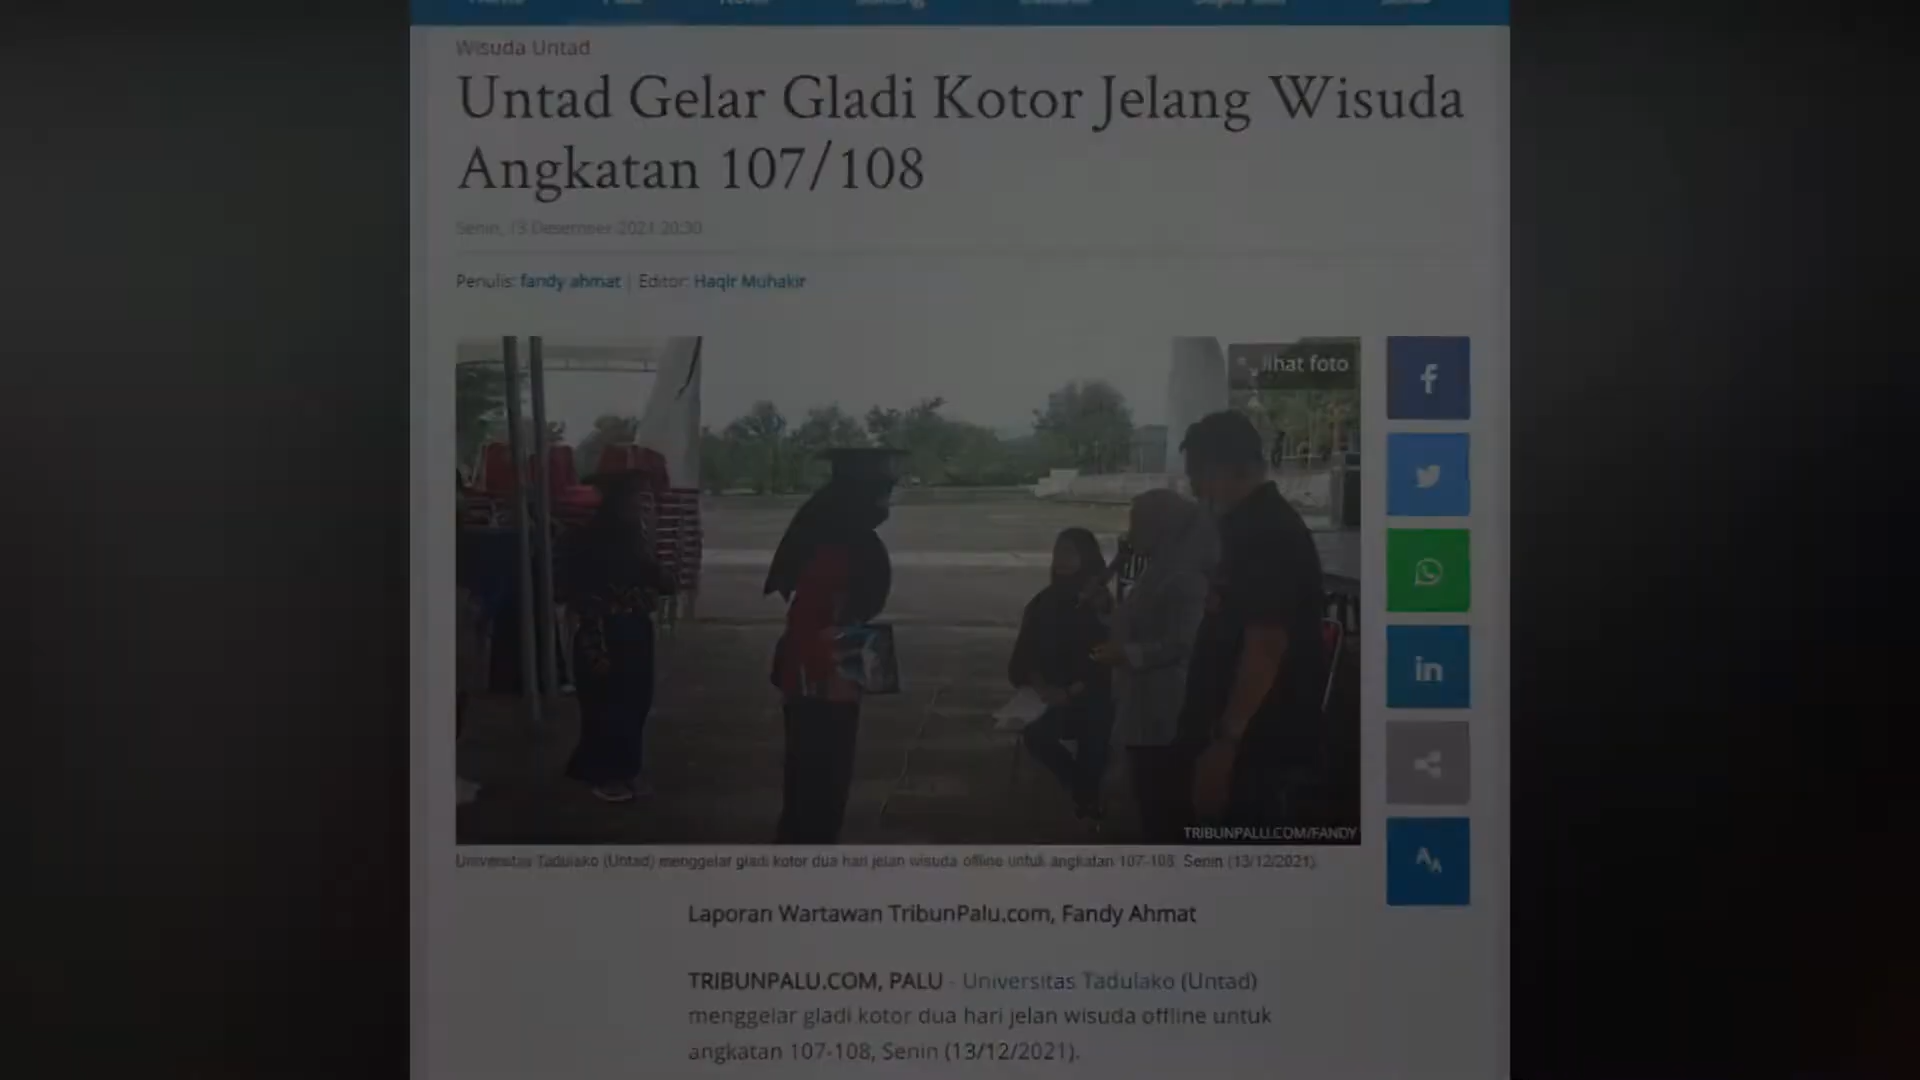 Wisuda Untad
Untad Gelar Gladi Kotor Jelang Wisuda
Angkatan 107/108
Senin, 13 Desember 2021 20:30
Penulis: fandy ahmat | Editor: Haqir Muhakir
lihat foto
TRIBUNPALU.COM/FANDY
Universitas Tadulako (Untad) menggelar gladi kotor dua hari jelan wisuda offline untuk angkatan 107-108, Senin (13/12/2021).
Laporan Wartawan TribunPalu.com, Fandy Ahmat
TRIBUNPALU.COM, PALU - Universitas Tadulako (Untad)
menggelar gladi kotor dua hari jelan wisuda offline untuk
angkatan 107-108, Senin (13/12/2021).